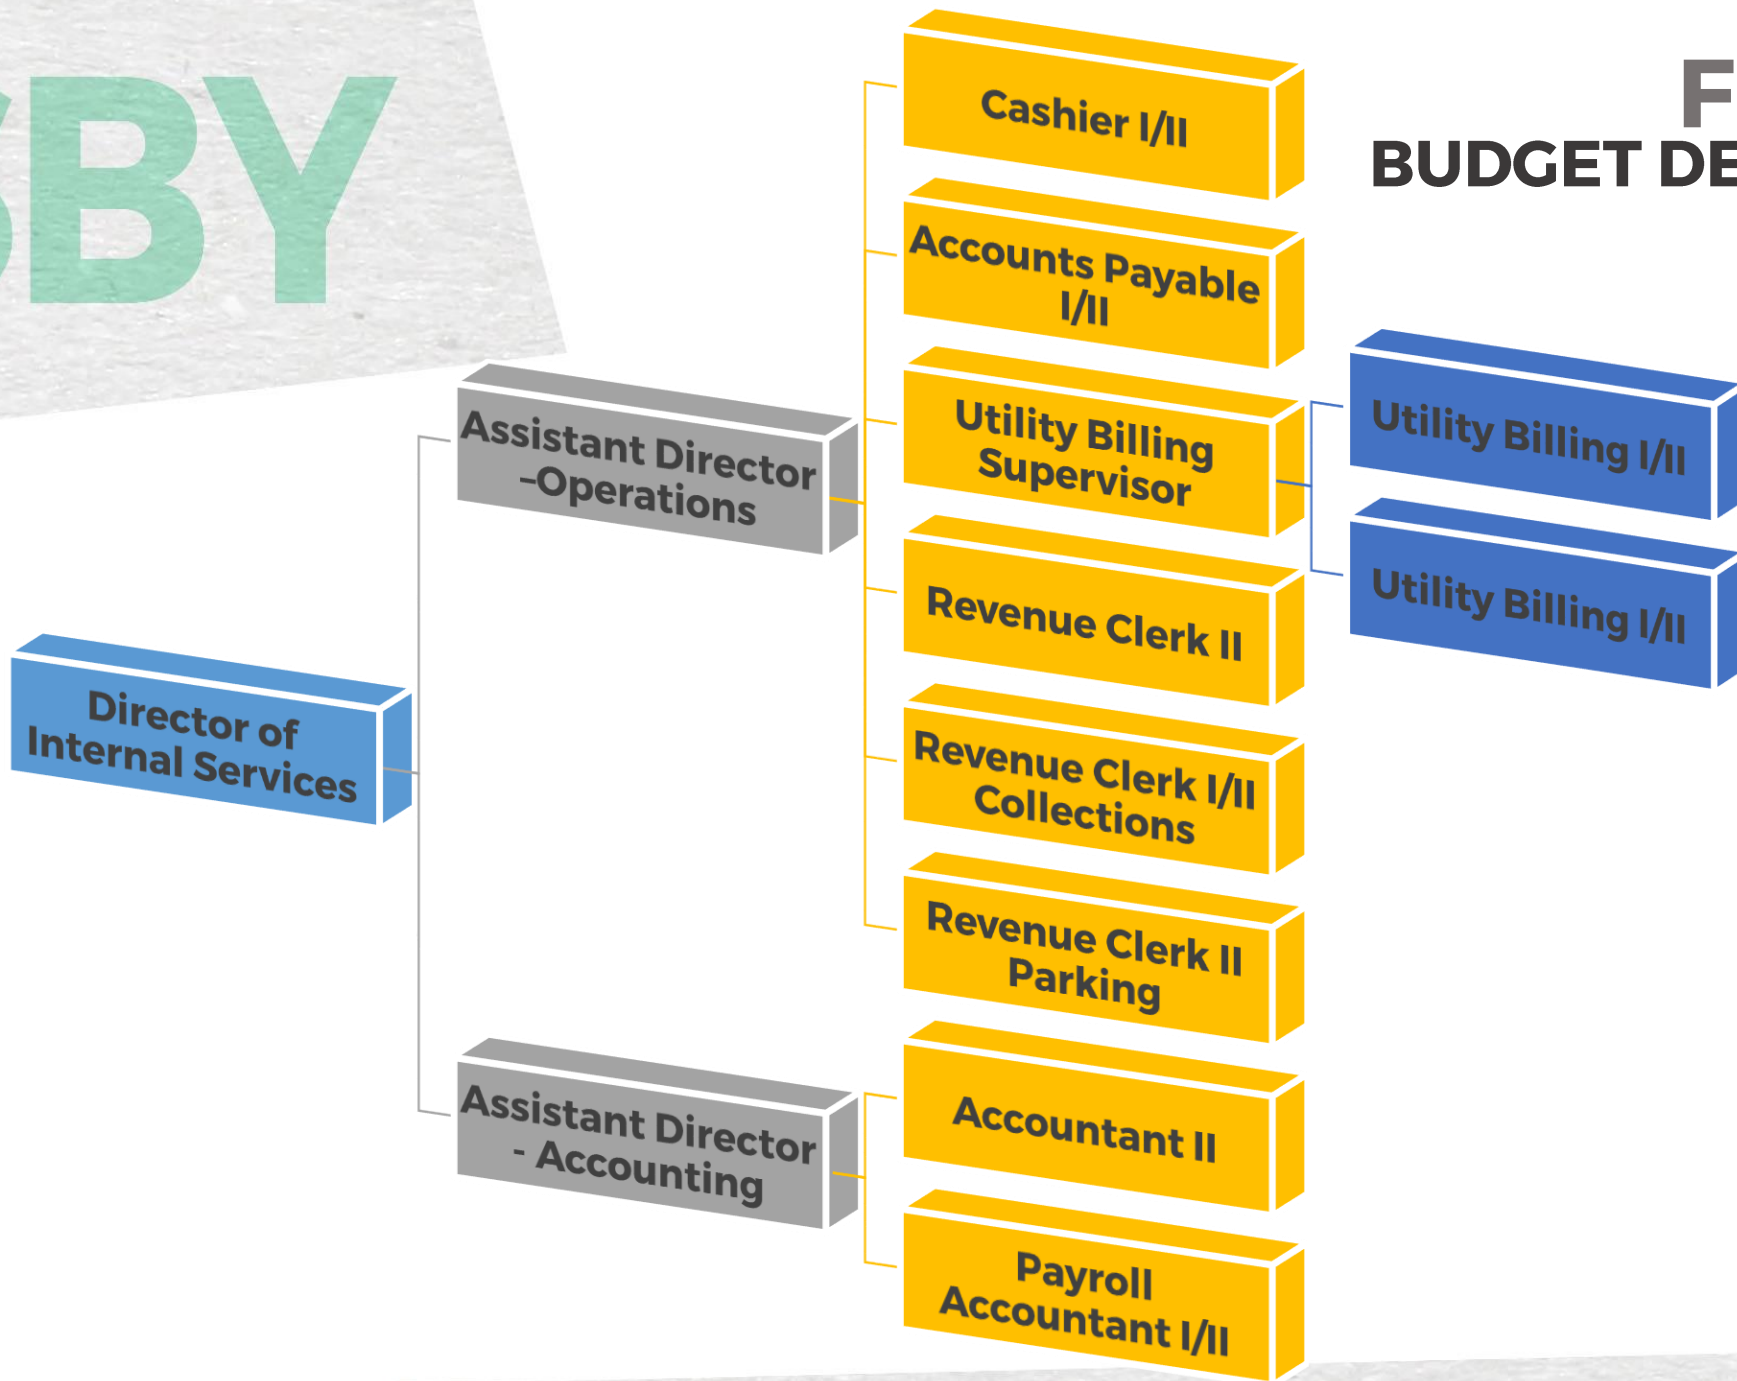 BY
F
BUDGET DE
Cashier I/II
Accounts Payable
I/II
Utility Billing
Supervisor
Revenue Clerk II
Revenue Clerk I/II
Collections
Revenue Clerk II
Parking
Accountant II
Payroll
Accountant I/II
Utility Billing I/II
Utility Billing I/II
Assistant Director
–Operations
Assistant Director
- Accounting
Director of
Internal Services